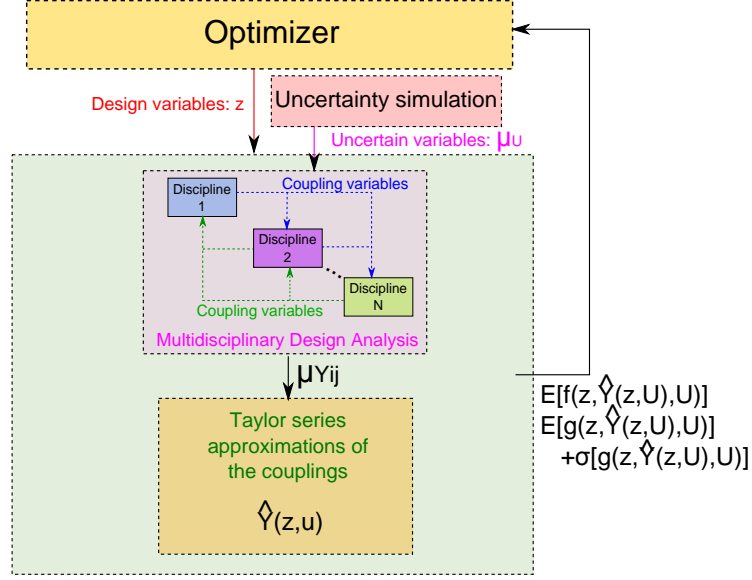 Optimizer
Design variables: z
Uncertainty simulation
Uncertain variables: μU
Discipline
1
Coupling variables
Discipline
2
Discipline
N
Coupling variables
Multidisciplinary Design Analysis
μYij
Taylor series
approximations of
the couplings
Ŷ(z,u)
E[f(z,Ŷ(z,U),U)]
E[g(z,Ŷ(z,U),U)]
+σ[g(z,Ŷ(z,U),U)]